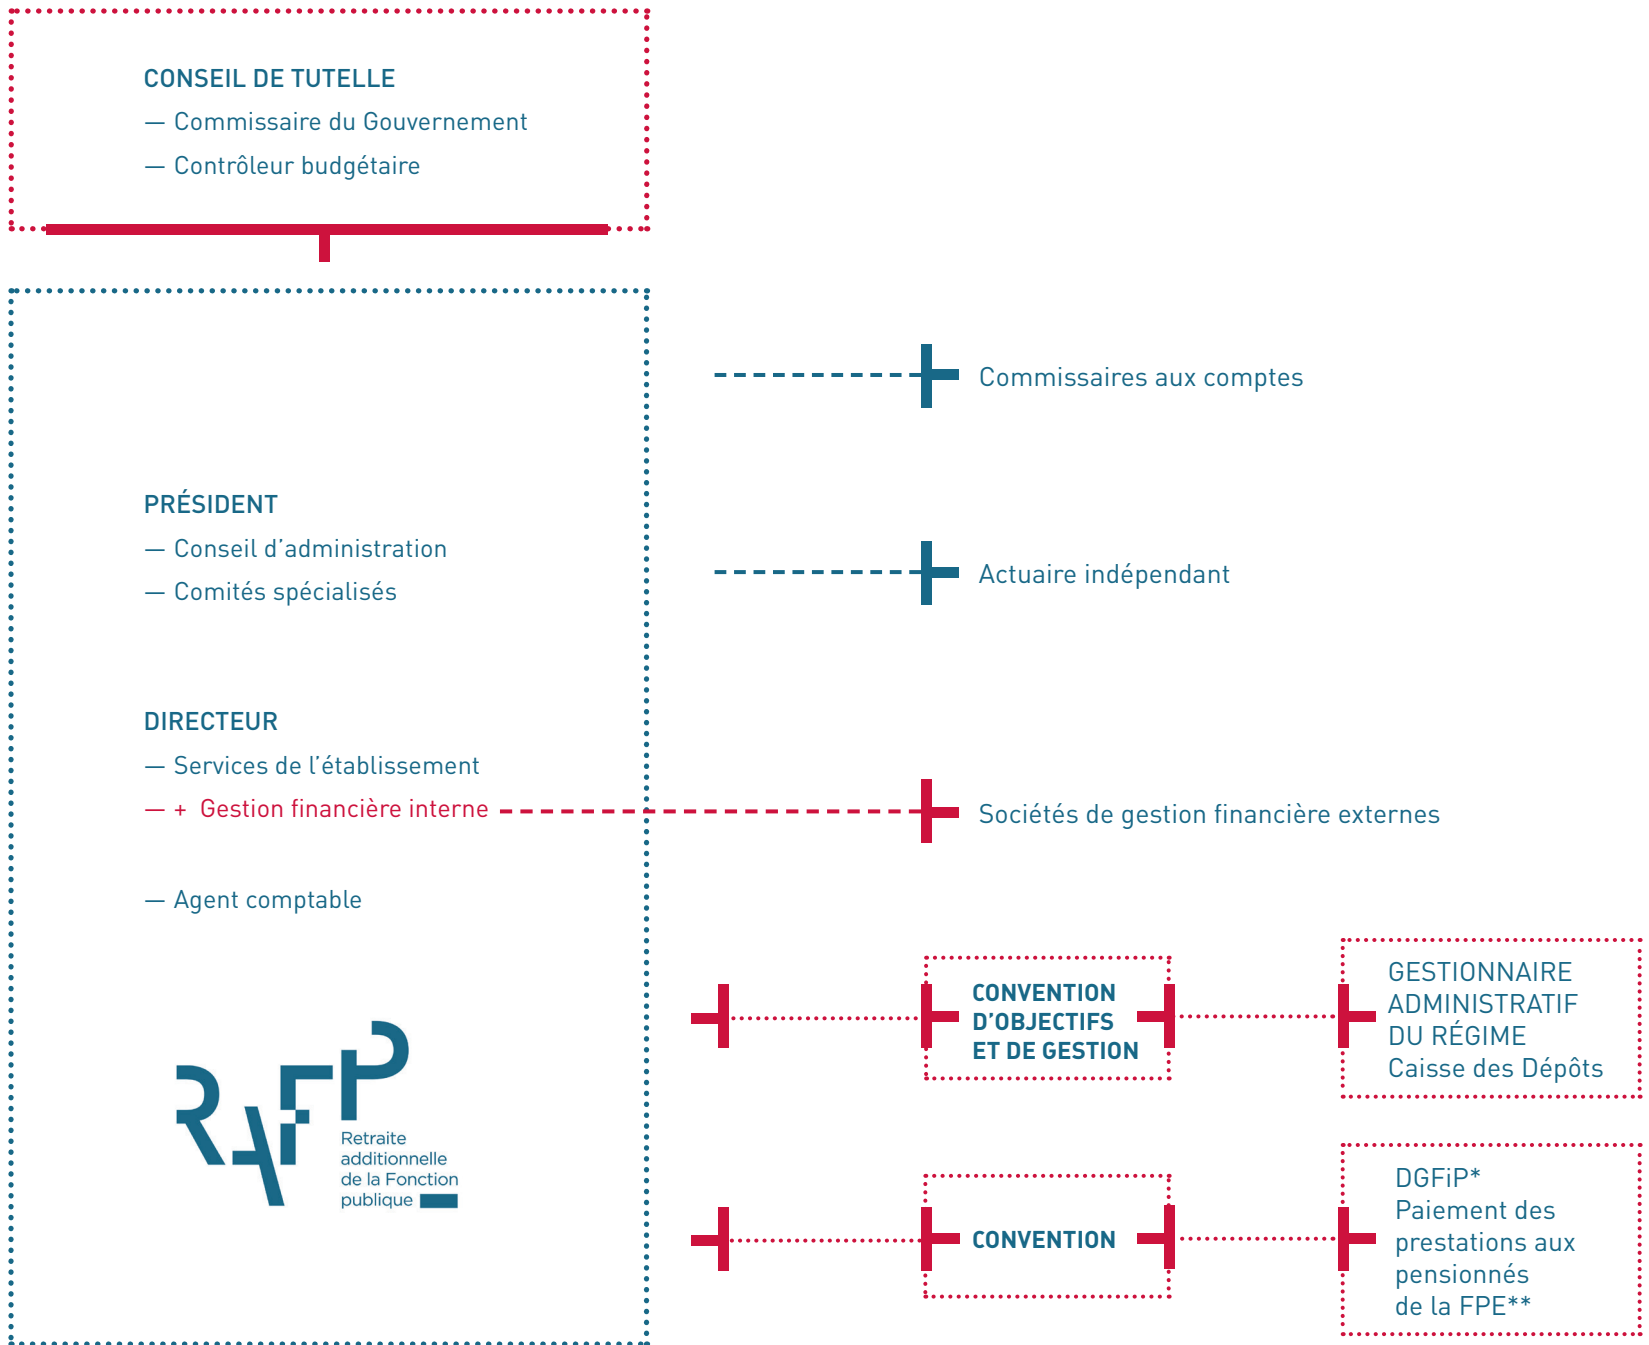 CONSEIL DE TUTELLE
— Commissaire du Gouvernement
— Contrôleur budgétaire
Commissaires aux comptes
PRÉSIDENT
— Conseil d’administration
— Comités spécialisés
Actuaire indépendant
DIRECTEUR
— Services de l’établissement
— + Gestion financière interne
Sociétés de gestion financière externes
— Agent comptable
RAFP
Retraite
additionnelle
de la Fonction
publique
CONVENTION
D’OBJECTIFS
ET DE GESTION
GESTIONNAIRE
ADMINISTRATIF
DU RÉGIME
Caisse des Dépôts
CONVENTION
DGFiP*
Paiement des
prestations aux
pensionnés
de la FPE**